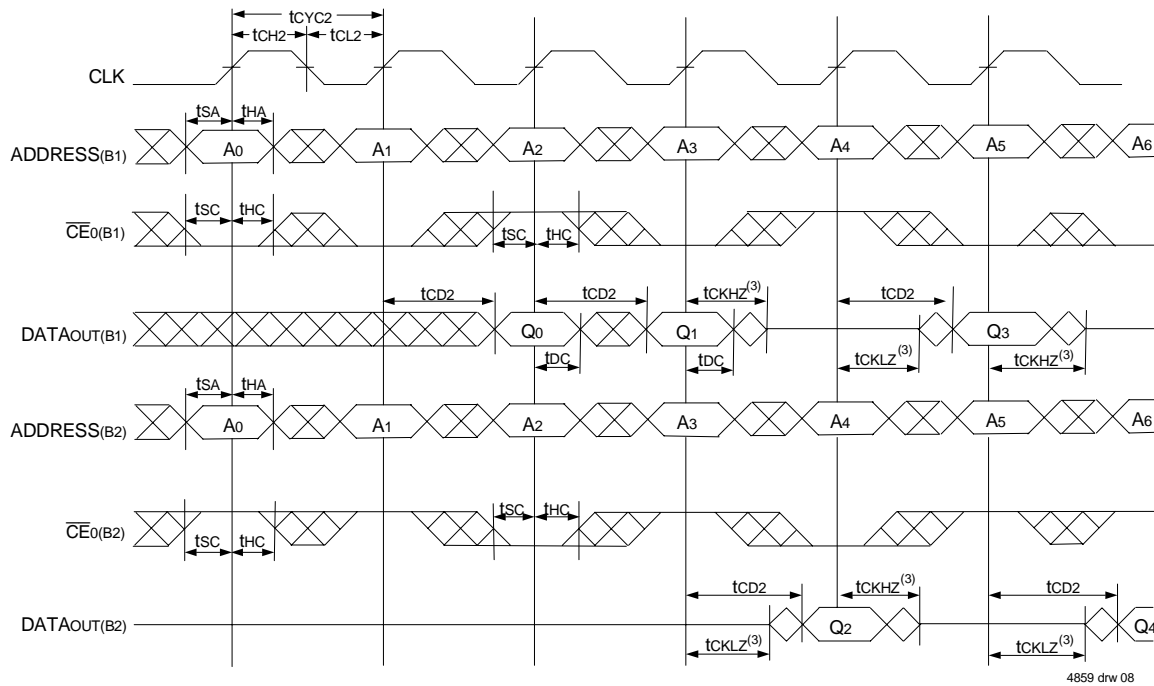 tCYC2
tCH2 tCL2
CLK
tSA tHA
ADDRESS(B1) A0 A1 A2 A3 A4 A5 A6
tSC tHC
CE0(B1)
tSC tHC
tCD2 tCD2 tCKHZ(3) tCD2
DATAOUT(B1) Q0 Q1 Q3
tDC tDC tCKLZ(3) tCKHZ(3)
tSA tHA
ADDRESS(B2) A0 A1 A2 A3 A4 A5 A6
tSC tHC
CE0(B2)
tSC tHC
tCD2 tCKHZ(3) tCD2
DATAOUT(B2) Q2 Q4
tCKLZ(3) tCKLZ(3)
4859 drw 08